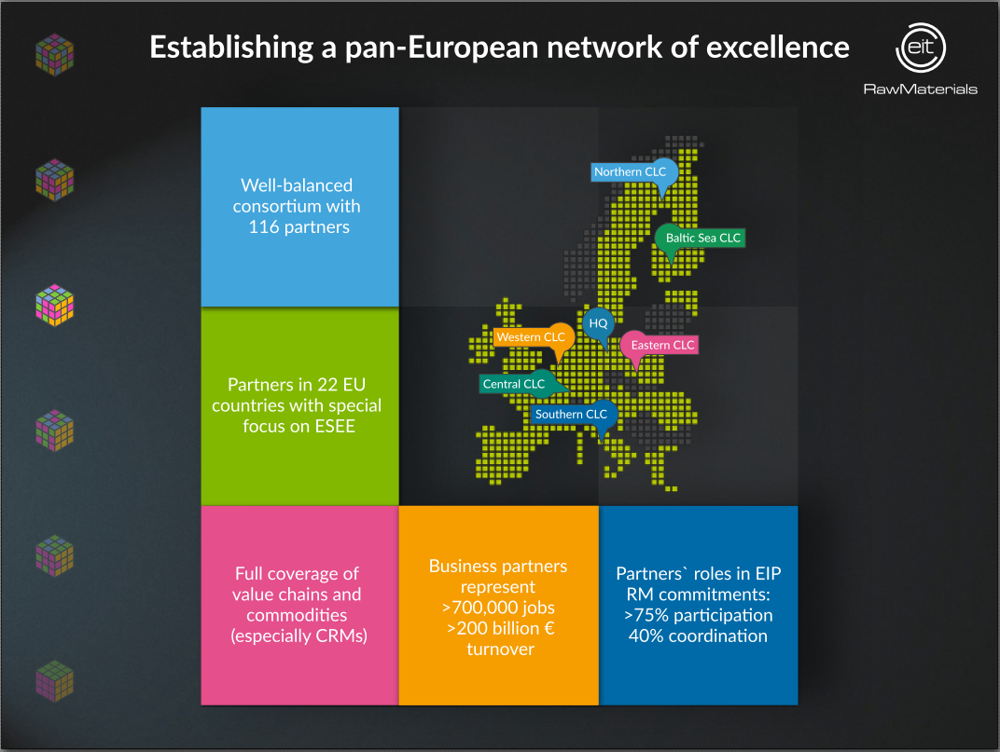 Establishing a pan-European network of excellence
eit
RawMaterials
Well-balanced
consortium with
116 partners
Northern CLC
Baltic Sea CLC
HQ
Western CLC
Eastern CLC
Central CLC
Southern CLC
Partners in 22 EU
countries with special
focus on ESEE
Full coverage of
value chains and
commodities
(especially CRMs)
Business partners
represent
>700,000 jobs
>200 billion €
turnover
Partners` roles in EIP
RM commitments:
>75% participation
40% coordination